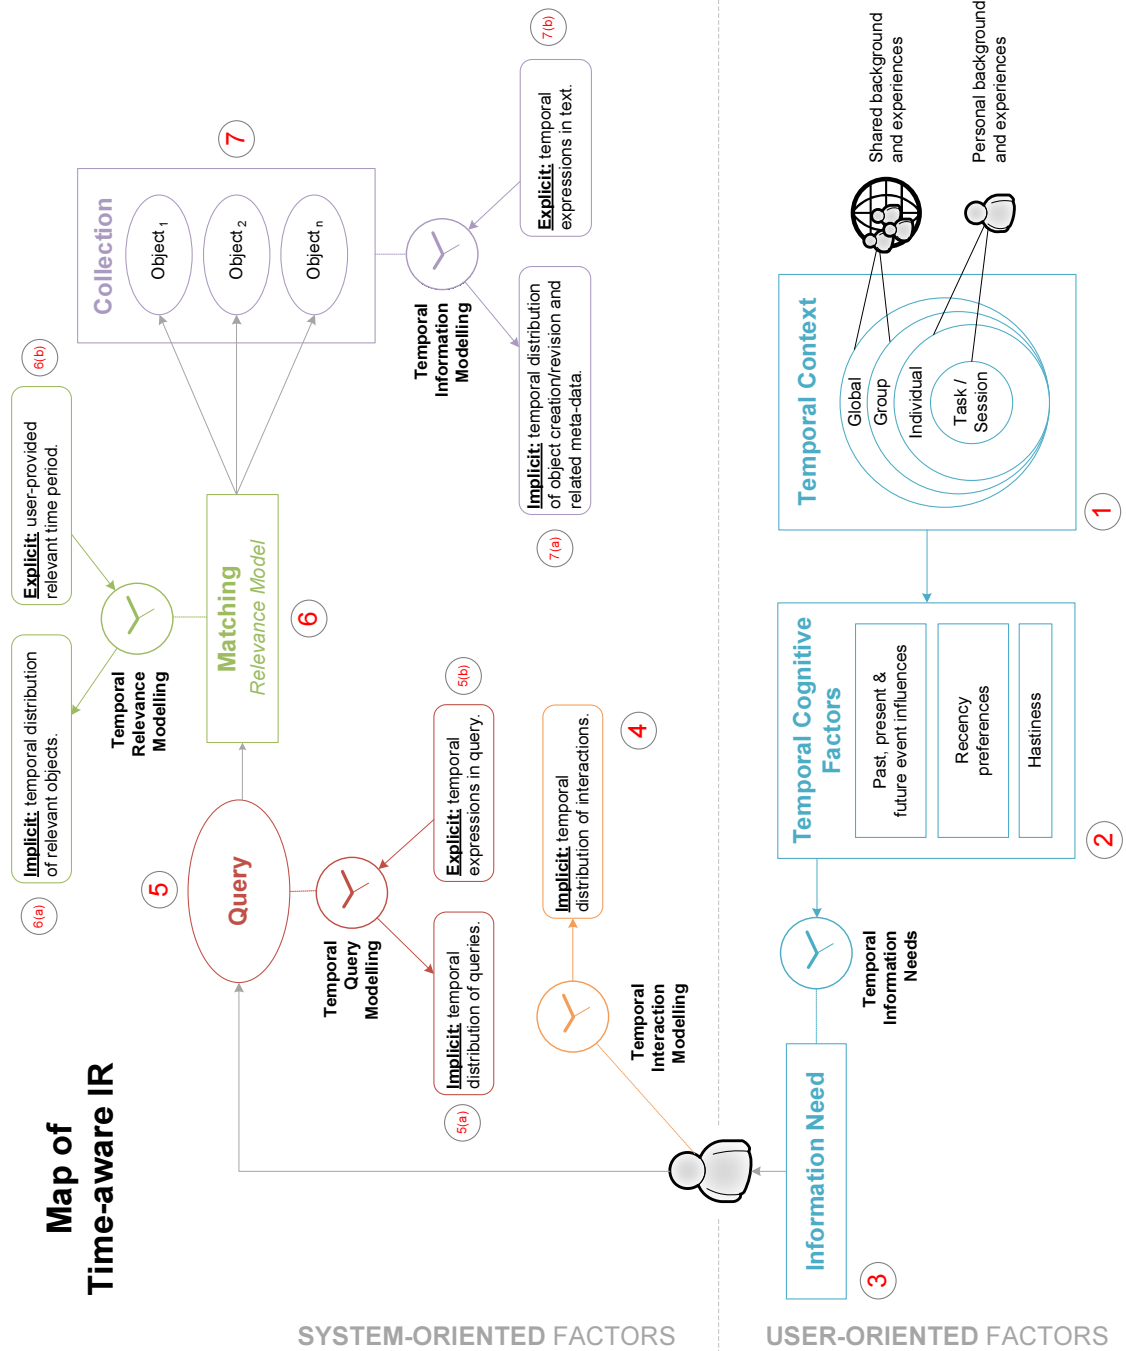 Map of
Time-aware IR
SYSTEM-ORIENTED FACTORS
USER-ORIENTED FACTORS
6(a)
Implicit: temporal distribution
of relevant objects.
6(b)
Explicit: user-provided
relevant time period.
Temporal
Relevance
Modelling
5
Query
Matching
Relevance Model
6
Collection
Object 1
Object 2
Object n
7
Temporal
Query
Modelling
5(a)
Implicit: temporal
distribution of queries.
5(b)
Explicit: temporal
expressions in query.
Temporal
Information
Modelling
7(a)
Implicit: temporal distribution
of object creation/revision and
related meta-data.
7(b)
Explicit: temporal
expressions in text.
Temporal
Interaction
Modelling
4
Implicit: temporal
distribution of interactions.
3
Information Need
Temporal
Information
Needs
2
Temporal Cognitive
Factors
Past, present &
future event influences
Recency
preferences
Hastiness
1
Temporal Context
Global
Group
Individual
Task /
Session
Shared background
and experiences
Personal background
and experiences